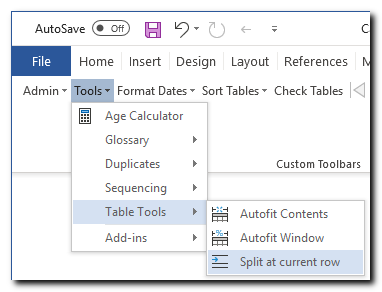 AutoSave Off Ca
File Home Insert Design Layout References M
Admin Tools Format Dates Sort Tables Check Tables
Age Calculator
Glossary
Duplicates
Custom Toolbars
Sequencing
Table Tools
Autofit Contents
Add-ins
Autofit Window
Split at current row